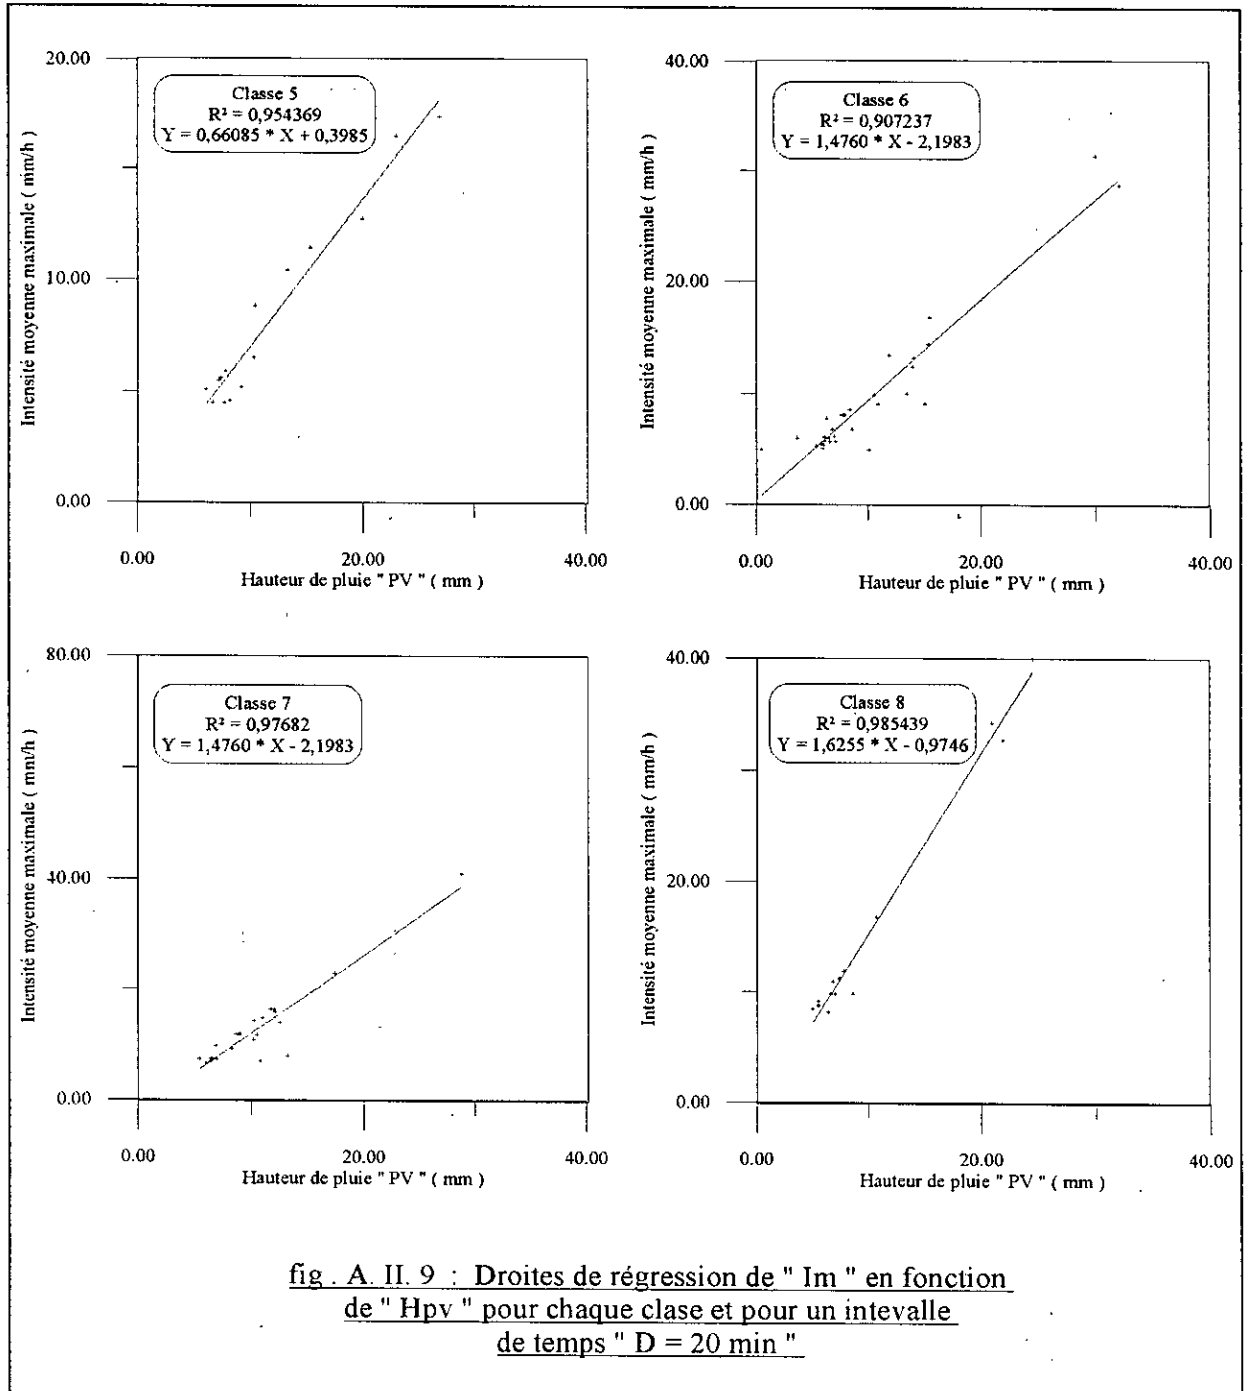 20.00
10.00
0.00
Intensité moyenne maximale ( mm/h )
Classe 5
R² = 0,954369
Y = 0,66085 * X + 0,3985
0.00 20.00 40.00
Hauteur de pluie " PV " ( mm )
40.00
20.00
0.00
Intensité moyenne maximale ( mm/h )
Classe 6
R² = 0,907237
Y = 1,4760 * X - 2,1983
0.00 20.00 40.00
Hauteur de pluie " PV " ( mm )
80.00
40.00
0.00
Intensité moyenne maximale ( mm/h )
Classe 7
R² = 0,97682
Y = 1,4760 * X - 2,1983
0.00 20.00 40.00
Hauteur de pluie " PV " ( mm )
40.00
20.00
0.00
Intensité moyenne maximale ( mm/h )
Classe 8
R² = 0,985439
Y = 1,6255 * X - 0,9746
0.00 20.00 40.00
Hauteur de pluie " PV " ( mm )
fig . A. II. 9 : Droites de régression de " Im " en fonction
de " Hpv " pour chaque clase et pour un intevalle
de temps " D = 20 min "